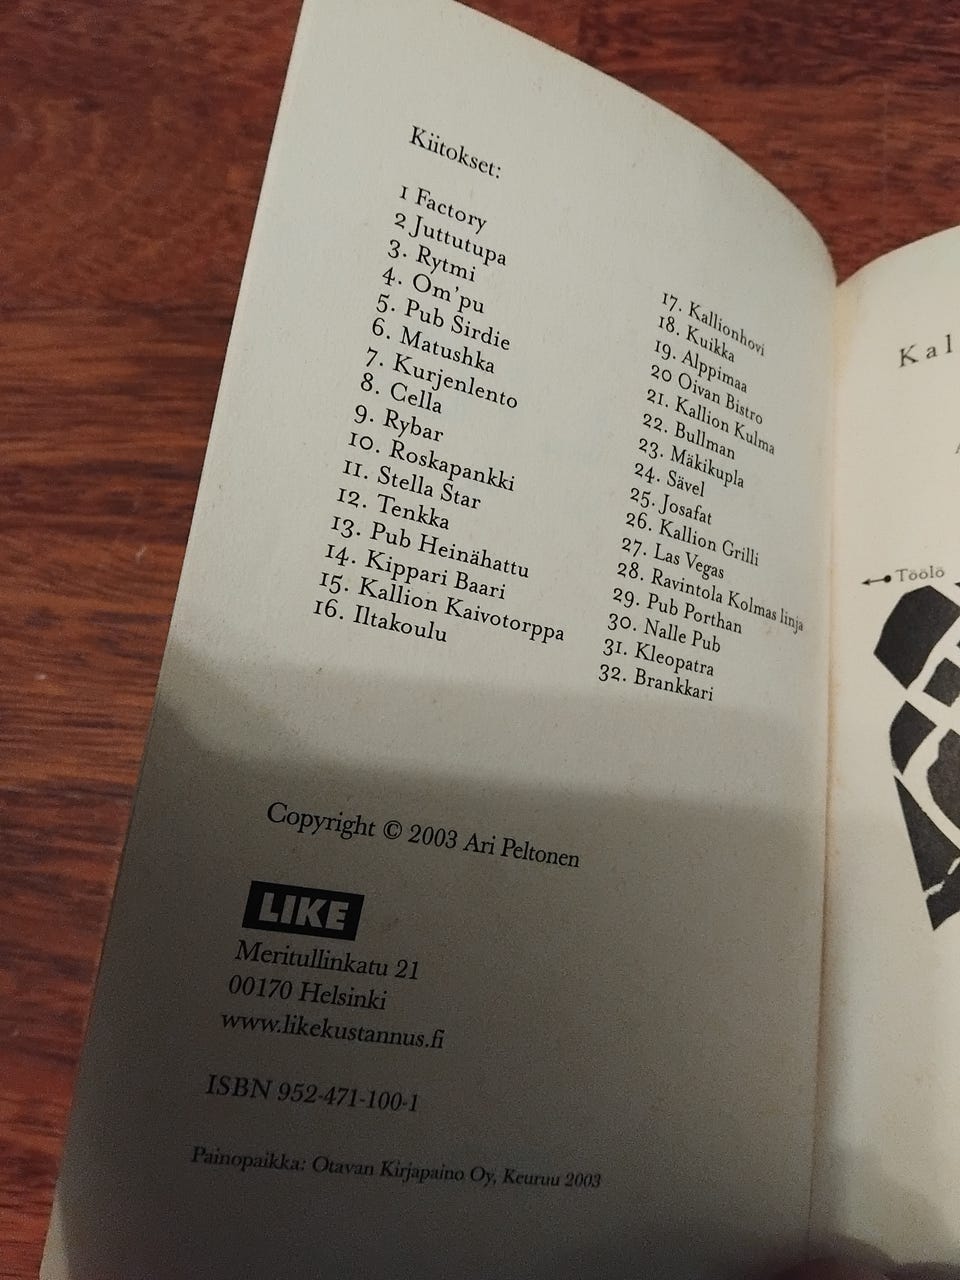 Kiitokset:
1 Factory
2 Juttutupa
3. Rytmi
4. Om'pu
5. Pub Sirdie
6. Matushka
7. Kurjenlento
8. Cella
9. Rybar
10. Roskapankki
11. Stella Star
12. Tenkka
13. Pub Heinähattu
14. Kippari Baari
15. Kallion Kaivotorppa
16. Iltakoulu
17. Kallionhovi
18. Kuikka
19. Alppimaa
20 Oivan Bistro
21. Kallion Kulma
22. Bullman
23. Mäkikupla
24. Sävel
25. Josafat
26. Kallion Grilli
27. Las Vegas
28. Ravintola Kolmas linja
29. Pub Porthan
30. Nalle Pub
31. Kleopatra
32. Brankkari
Copyright © 2003 Ari Peltonen
LIKE
Meritullinkatu 21
00170 Helsinki
www.likekustannus.fi
ISBN 952-471-100-1
Painopaikka: Otavan Kirjapaino Oy, Keuruu 2003
Kal
Töölö